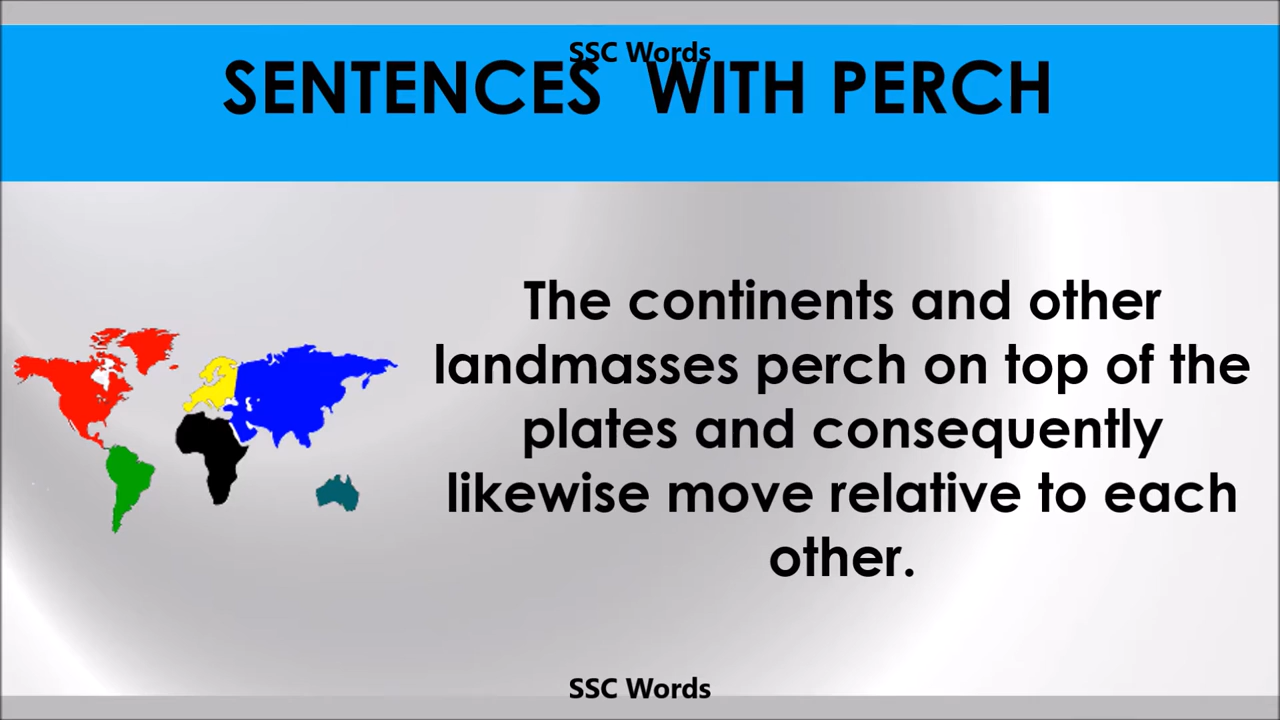 SSC Words
SENTENCES WITH PERCH
The continents and other
landmasses perch on top of the
plates and consequently
likewise move relative to each
other.
SSC Words